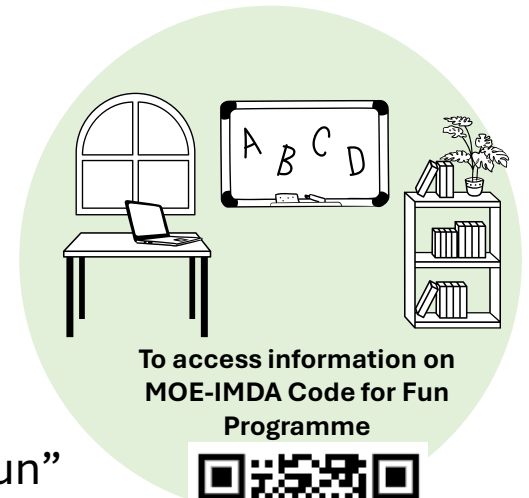 A B C D
To access information on
MOE-IMDA Code for Fun
Programme
un”